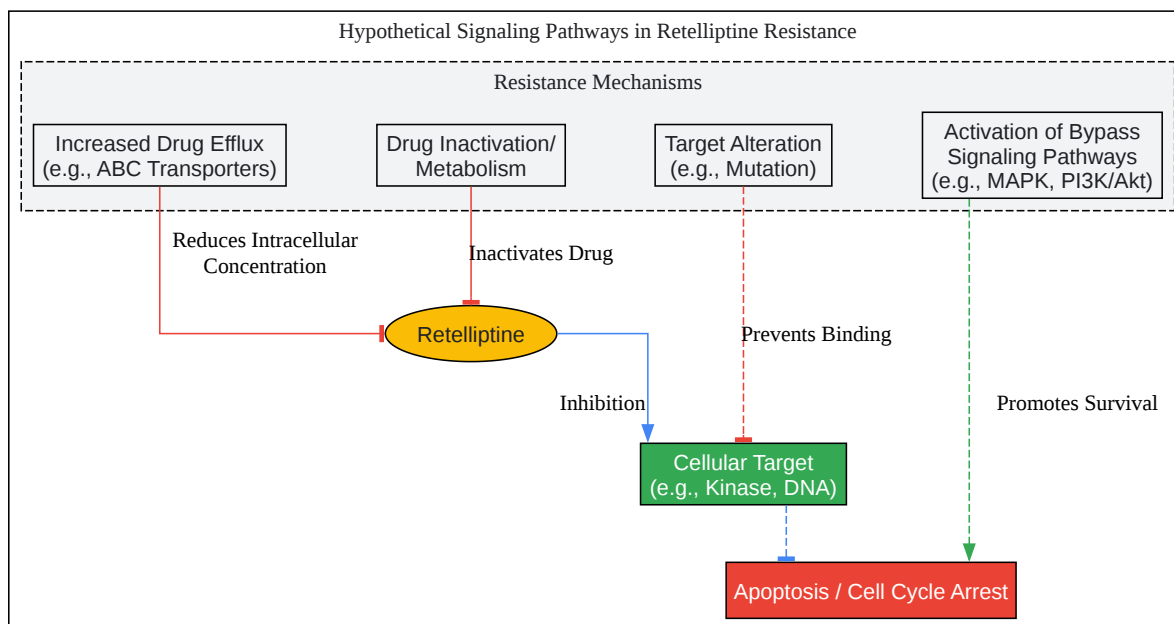 Hypothetical Signaling Pathways in Retelliptine Resistance
Resistance Mechanisms
Increased Drug Efflux
(e.g., ABC Transporters)
Drug Inactivation/
Metabolism
Target Alteration
(e.g., Mutation)
Activation of Bypass
Signaling Pathways
(e.g., MAPK, PI3K/Akt)
Reduces Intracellular
Concentration
Inactivates Drug
Retelliptine
Prevents Binding
Inhibition
Promotes Survival
Cellular Target
(e.g., Kinase, DNA)
Apoptosis / Cell Cycle Arrest